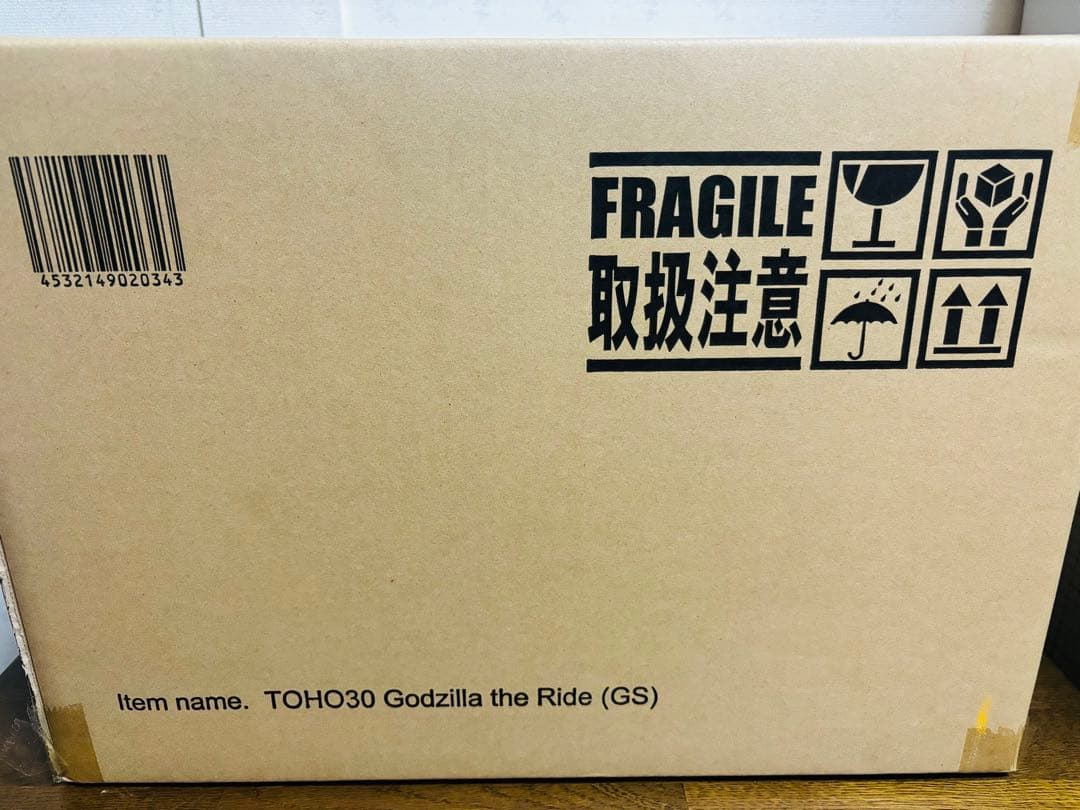 4532149020343
FRAGILE
取扱注意
Item name. TOHO30 Godzilla the Ride (GS)